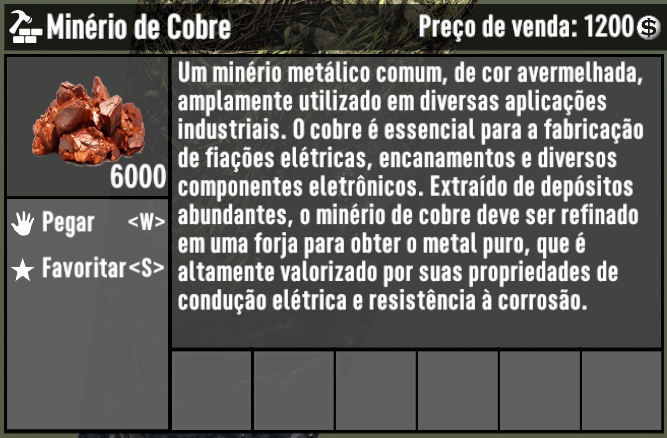 Minério de Cobre
Preço de venda: 1200$
6000
Pegar <W>
Favoritar <S>
Um minério metálico comum, de cor avermelhada,
amplamente utilizado em diversas aplicações
industriais. O cobre é essencial para a fabricação
de fiações elétricas, encanamentos e diversos
componentes eletrônicos. Extraído de depósitos
abundantes, o minério de cobre deve ser refinado
em uma forja para obter o metal puro, que é
altamente valorizado por suas propriedades de
condução elétrica e resistência à corrosão.